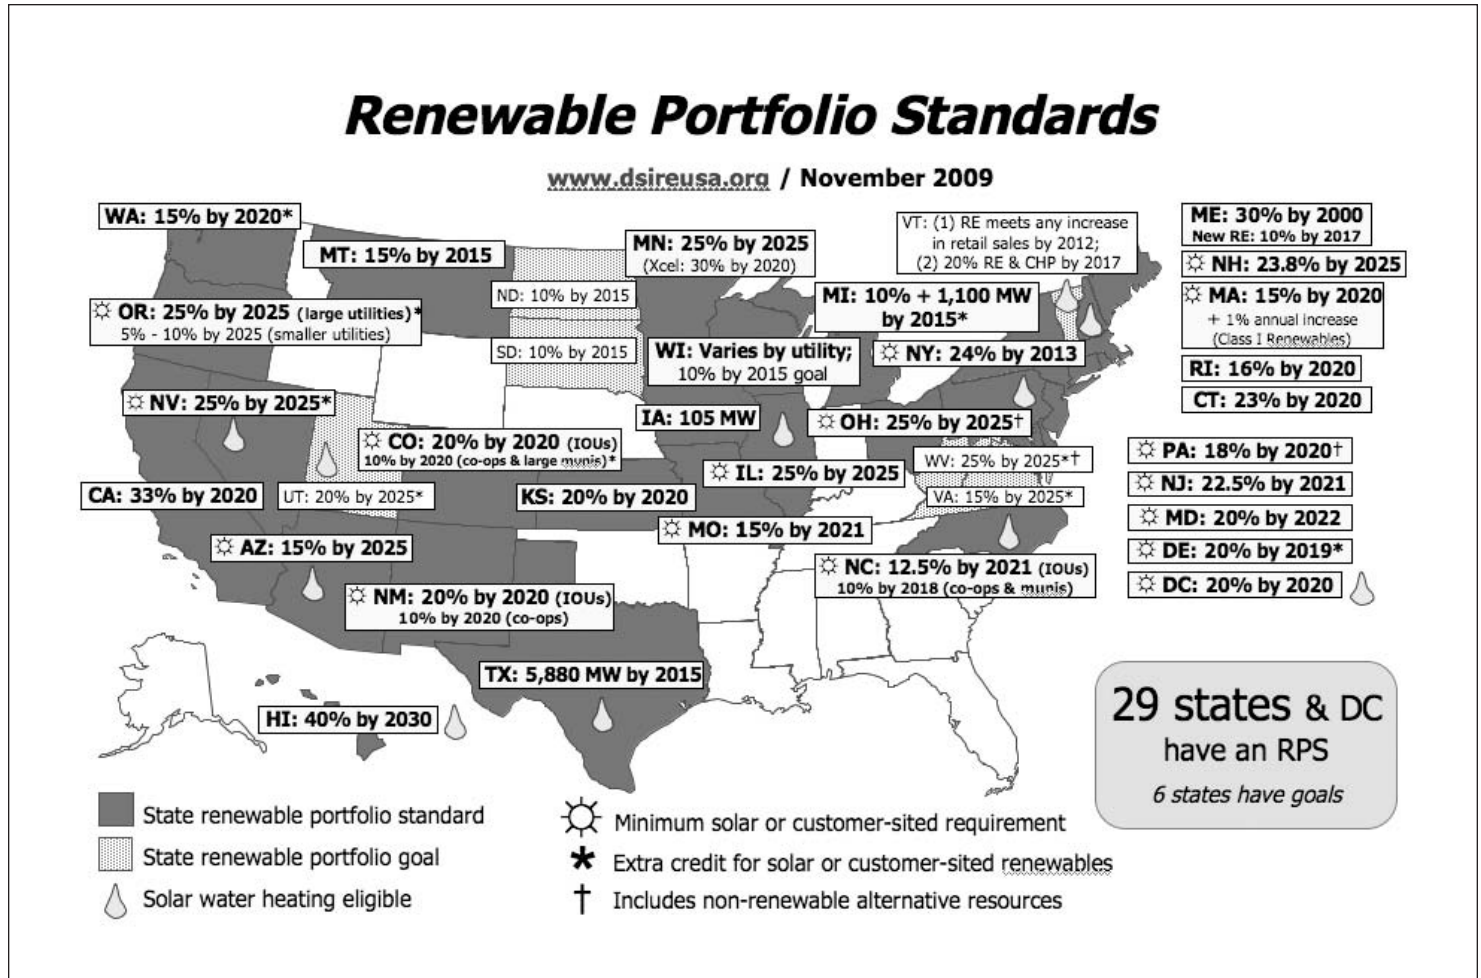 Renewable Portfolio Standards
www.dsireusa.org / November 2009
WA: 15% by 2020*
MT: 15% by 2015
☼ OR: 25% by 2025 (large utilities)*
5% - 10% by 2025 (smaller utilities)
☼ NV: 25% by 2025*
CA: 33% by 2020
UT: 20% by 2025*
☼ CO: 20% by 2020 (IOUs)
10% by 2020 (co-ops & large munis)*
☼ AZ: 15% by 2025
☼ NM: 20% by 2020 (IOUs)
10% by 2020 (co-ops)
HI: 40% by 2030
TX: 5,880 MW by 2015
ND: 10% by 2015
SD: 10% by 2015
KS: 20% by 2020
MN: 25% by 2025
(Xcel: 30% by 2020)
WI: Varies by utility;
10% by 2015 goal
IA: 105 MW
☼ IL: 25% by 2025
☼ MO: 15% by 2021
MI: 10% + 1,100 MW
by 2015*
☼ OH: 25% by 2025†
☼ NY: 24% by 2013
VT: (1) RE meets any increase
in retail sales by 2012;
(2) 20% RE & CHP by 2017
WV: 25% by 2025*†
VA: 15% by 2025*
☼ NC: 12.5% by 2021 (IOUs)
10% by 2018 (co-ops & munis)
ME: 30% by 2000
New RE: 10% by 2017
☼ NH: 23.8% by 2025
☼ MA: 15% by 2020
+ 1% annual increase
(Class I Renewables)
RI: 16% by 2020
CT: 23% by 2020
☼ PA: 18% by 2020†
☼ NJ: 22.5% by 2021
☼ MD: 20% by 2022
☼ DE: 20% by 2019*
☼ DC: 20% by 2020
29 states & DC
have an RPS
6 states have goals
State renewable portfolio standard
State renewable portfolio goal
Solar water heating eligible
☼ Minimum solar or customer-sited requirement
* Extra credit for solar or customer-sited renewables
† Includes non-renewable alternative resources